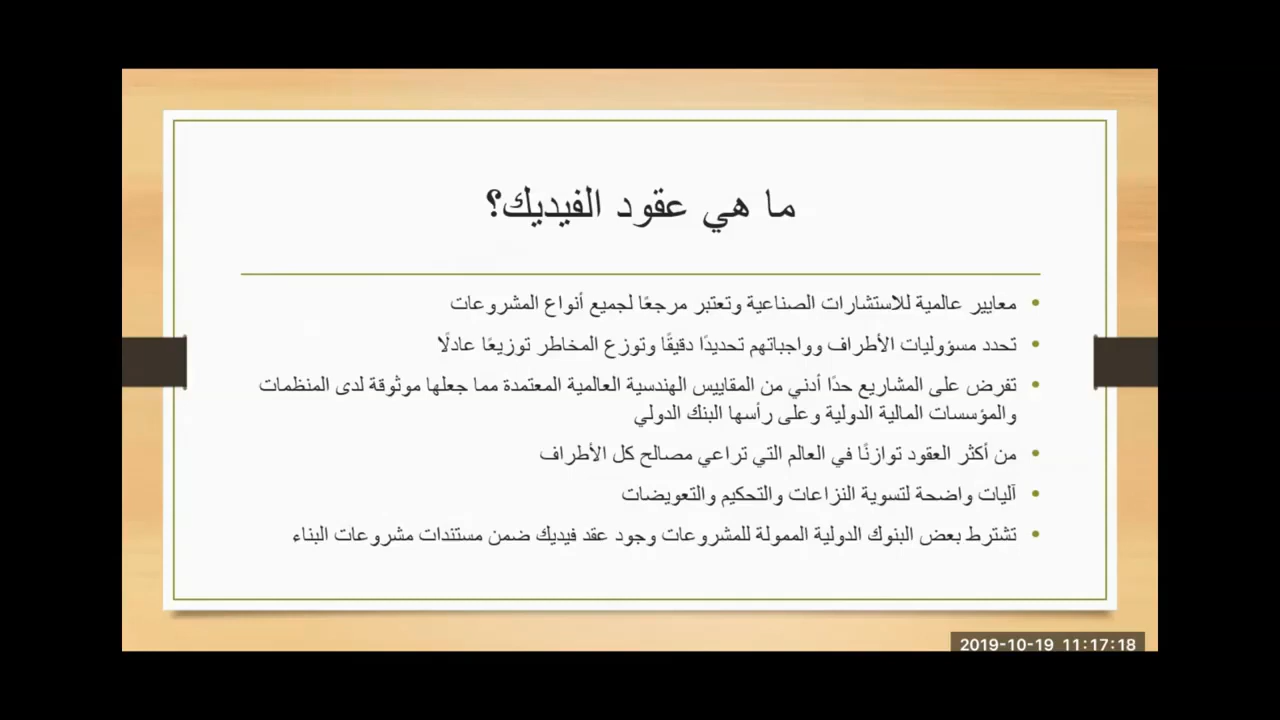 ما هي عقود الفيديك؟
• معايير عالمية للاستشارات الصناعية وتعتبر مرجعًا لجميع أنواع المشروعات
• تحدد مسؤوليات الأطراف وواجباتهم تحديدًا دقيقًا وتوزع المخاطر توزيعًا عادلًا
• تفرض على المشاريع حدًا أدني من المقاييس الهندسية العالمية المعتمدة مما جعلها موثوقة لدى المنظمات
والمؤسسات المالية الدولية وعلى رأسها البنك الدولي
• من أكثر العقود توازنًا في العالم التي تراعي مصالح كل الأطراف
• آليات واضحة لتسوية النزاعات والتحكيم والتعويضات
• تشترط بعض البنوك الدولية الممولة للمشروعات وجود عقد فيديك ضمن مستندات مشروعات البناء
2019-10-19 11:17:18